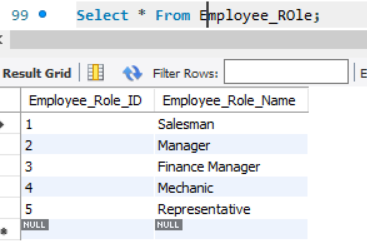 99 Select * From Employee_ROle;
Result Grid Filter Rows: E
Employee_Role_ID Employee_Role_Name
1 Salesman
2 Manager
3 Finance Manager
4 Mechanic
5 Representative
NULL NULL